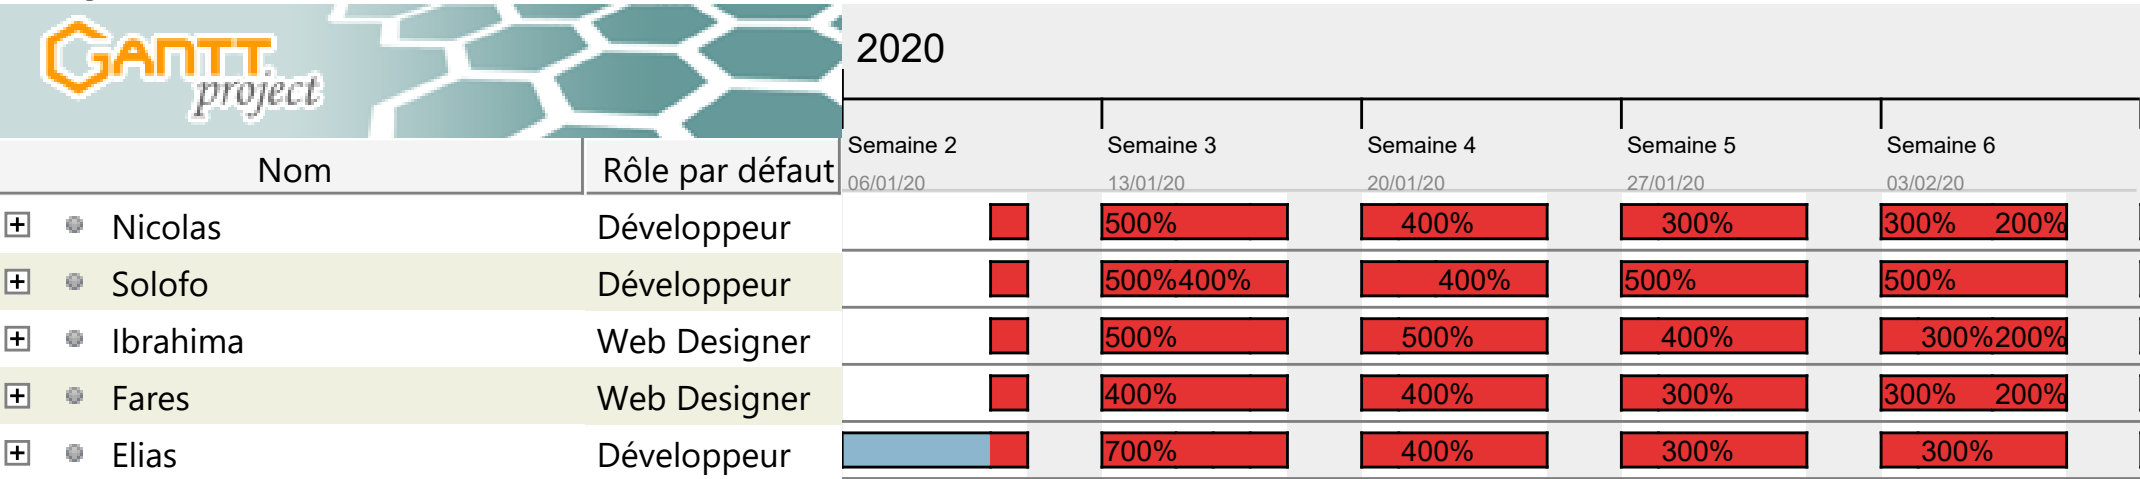 GANTT
project
2020
Semaine 2 Semaine 3 Semaine 4 Semaine 5 Semaine 6
Nom Rôle par défaut
06/01/20 13/01/20 20/01/20 27/01/20 03/02/20
Nicolas Développeur 500% 400% 300% 300% 200%
Solofo Développeur 500% 400% 400% 500% 500%
Ibrahima Web Designer 500% 500% 400% 300% 200%
Fares Web Designer 400% 400% 300% 300% 200%
Elias Développeur 700% 400% 300% 300%